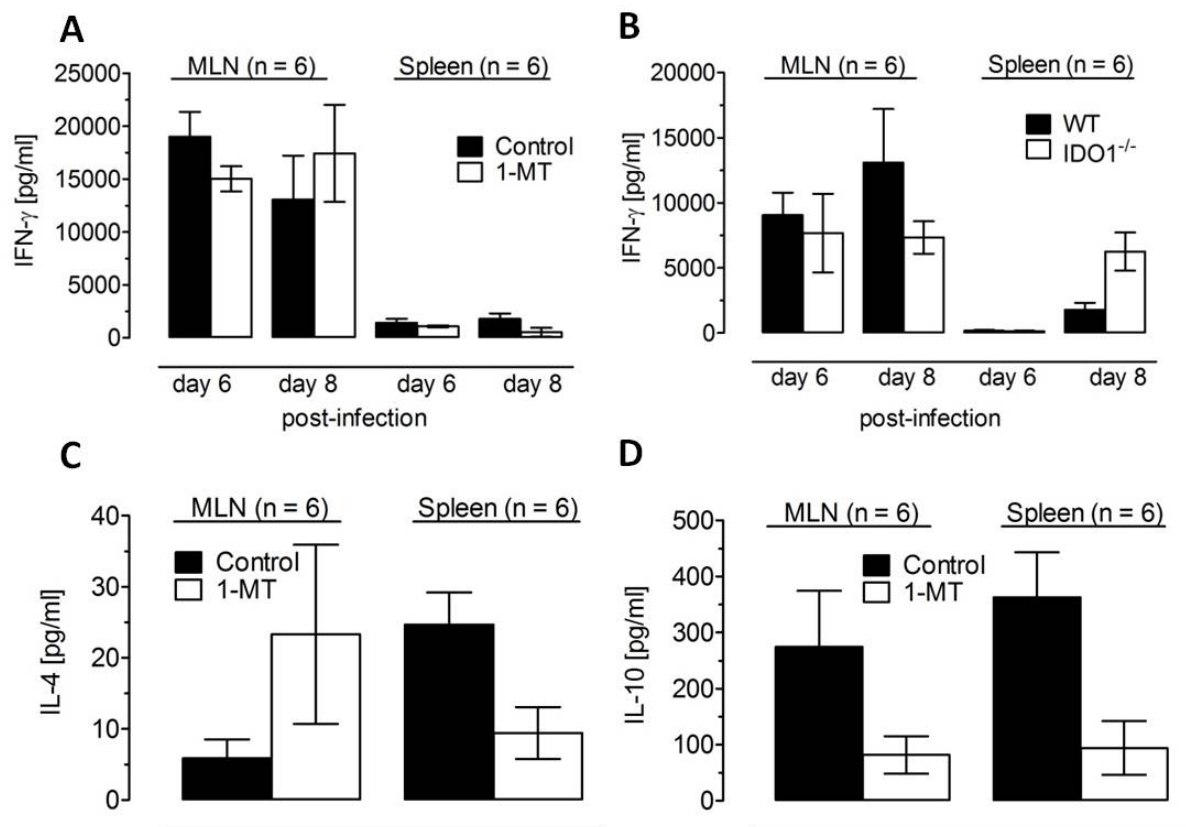 A
MLN (n = 6) Spleen (n = 6)
25000
20000
15000
10000
5000
0
IFN-γ [pg/ml]
Control
1-MT
day 6 day 8 day 6 day 8
post-infection
B
MLN (n = 6) Spleen (n = 6)
20000
15000
10000
5000
0
IFN-γ [pg/ml]
WT
IDO1-/-
day 6 day 8 day 6 day 8
post-infection
C
MLN (n = 6) Spleen (n = 6)
40
30
20
10
0
IL-4 [pg/ml]
Control
1-MT
D
MLN (n = 6) Spleen (n = 6)
500
400
300
200
100
0
IL-10 [pg/ml]
Control
1-MT